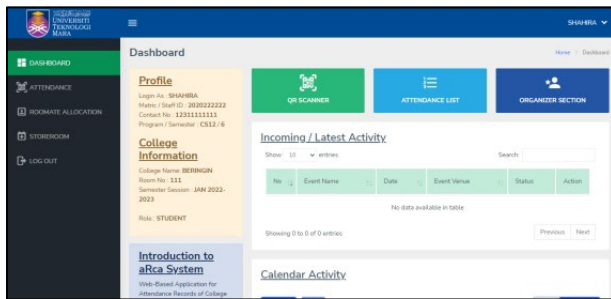 UNIVERSITI
TEKNOLOGI
MARA
SHAHIRA
DASHBOARD
ATTENDANCE
ROOMATE ALLOCATION
STOREROOM
LOG OUT
Dashboard
Home
Dashboard
Profile
Login As : SHAHIRA
Matric / Staff ID : 2020222222
Contact No : 12311111111
Program / Semester : CS12 / 6
College
Information
College Name: BERINGIN
Room No : 111
Semester Session : JAN 2022-
2023
Role : STUDENT
Introduction to
aRca System
Web-Based Application for
Attendance Records of College
QR SCANNER
ATTENDANCE LIST
ORGANIZER SECTION
Incoming / Latest Activity
Show 10 entries
Search:
No Event Name Date Event Venue Status Action
No data available in table
Showing 0 to 0 of 0 entries
Previous Next
Calendar Activity